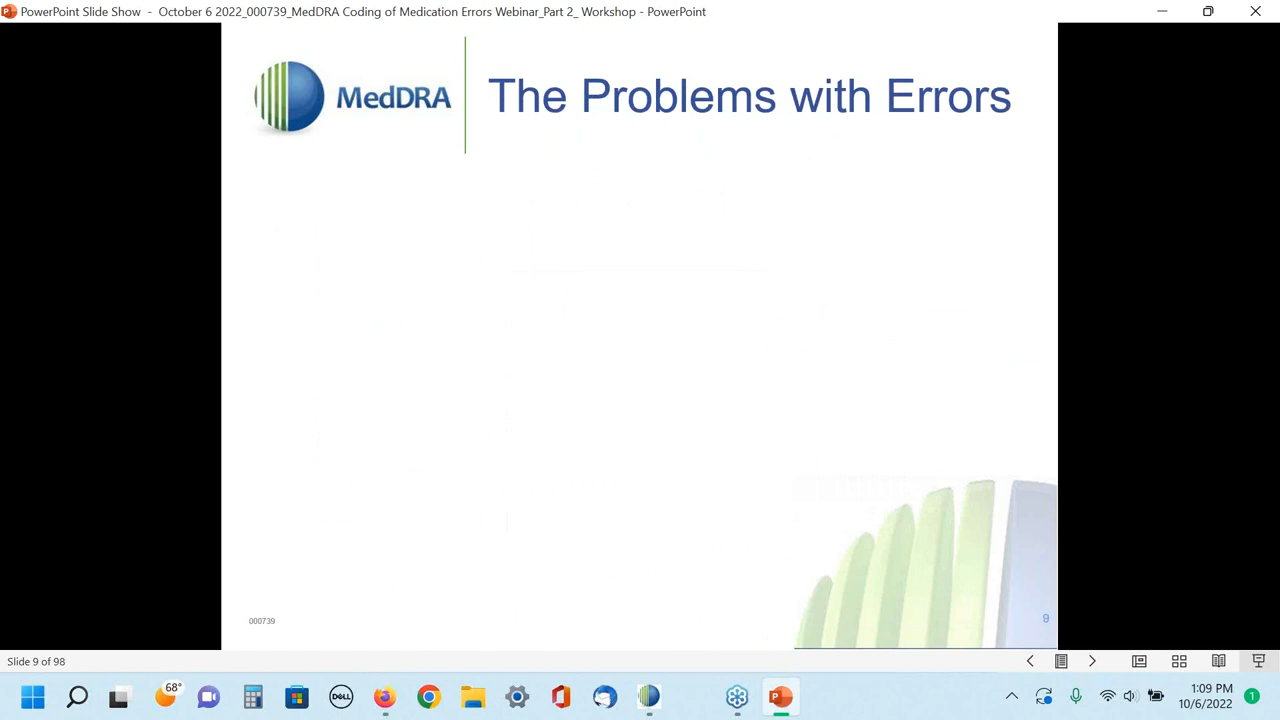 PowerPoint Slide Show - October 6 2022_000739_MedDRA Coding of Medication Errors Webinar_Part 2_ Workshop - PowerPoint
MedDRA
The Problems with Errors
000739
9
Slide 9 of 98
68°
DELL
1:09 PM
10/6/2022
1